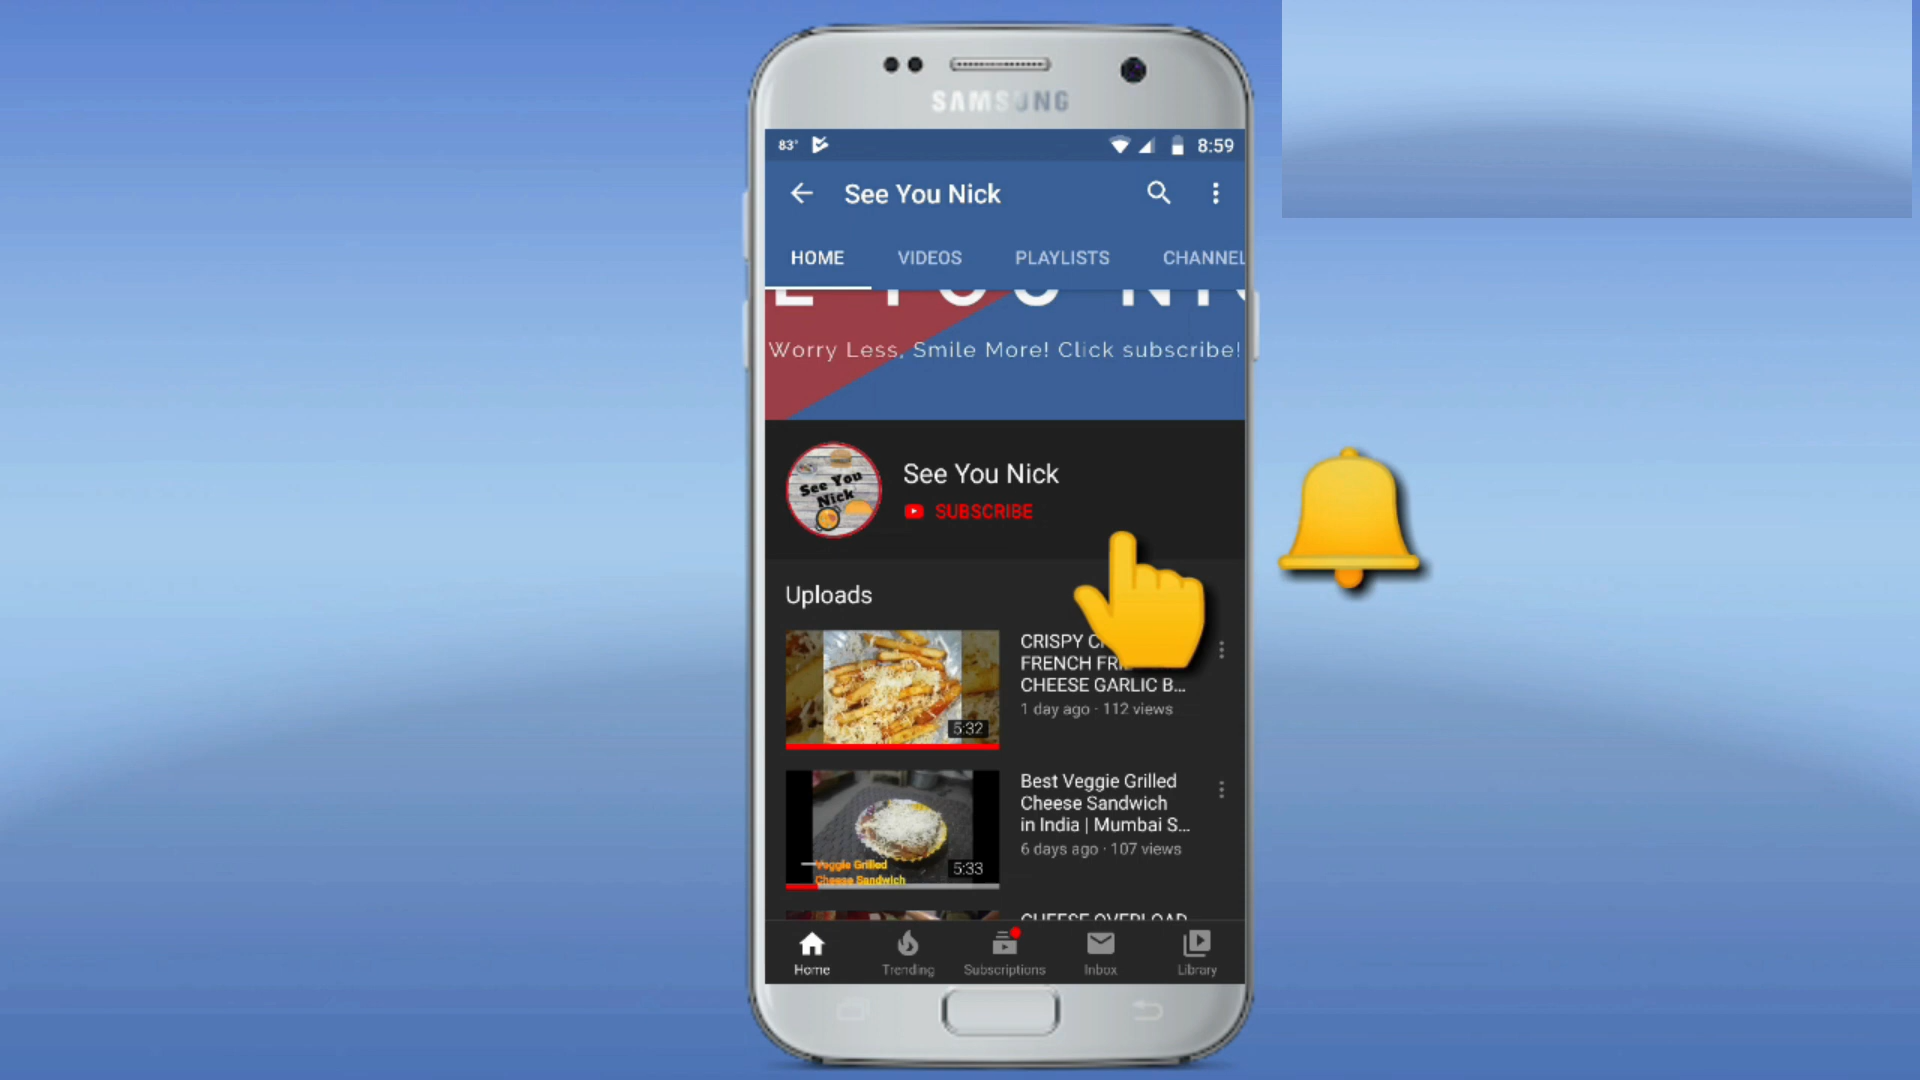 SAMSUNG
83°
8:59
See You Nick
HOME
VIDEOS
PLAYLISTS
CHANNEL
Worry Less, Smile More! Click subscribe!
See You
Nick
See You Nick
SUBSCRIBE
Uploads
CRISPY
FRENCH
CHEESE GARLIC B...
1 day ago · 112 views
5:32
Best Veggie Grilled
Cheese Sandwich
in India | Mumbai S...
6 days ago · 107 views
Veggie Grilled
Cheese Sandwich
5:33
CHEESE OVERLOAD
Home
Trending
Subscriptions
Inbox
Library